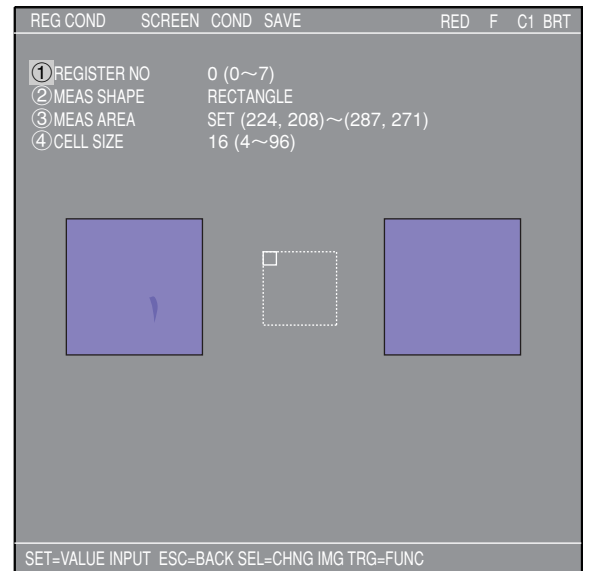 REG COND SCREEN COND SAVE RED F C1 BRT
①REGISTER NO 0 (0～7)
②MEAS SHAPE RECTANGLE
③MEAS AREA SET (224, 208)～(287, 271)
④CELL SIZE 16 (4～96)
SET=VALUE INPUT ESC=BACK SEL=CHNG IMG TRG=FUNC